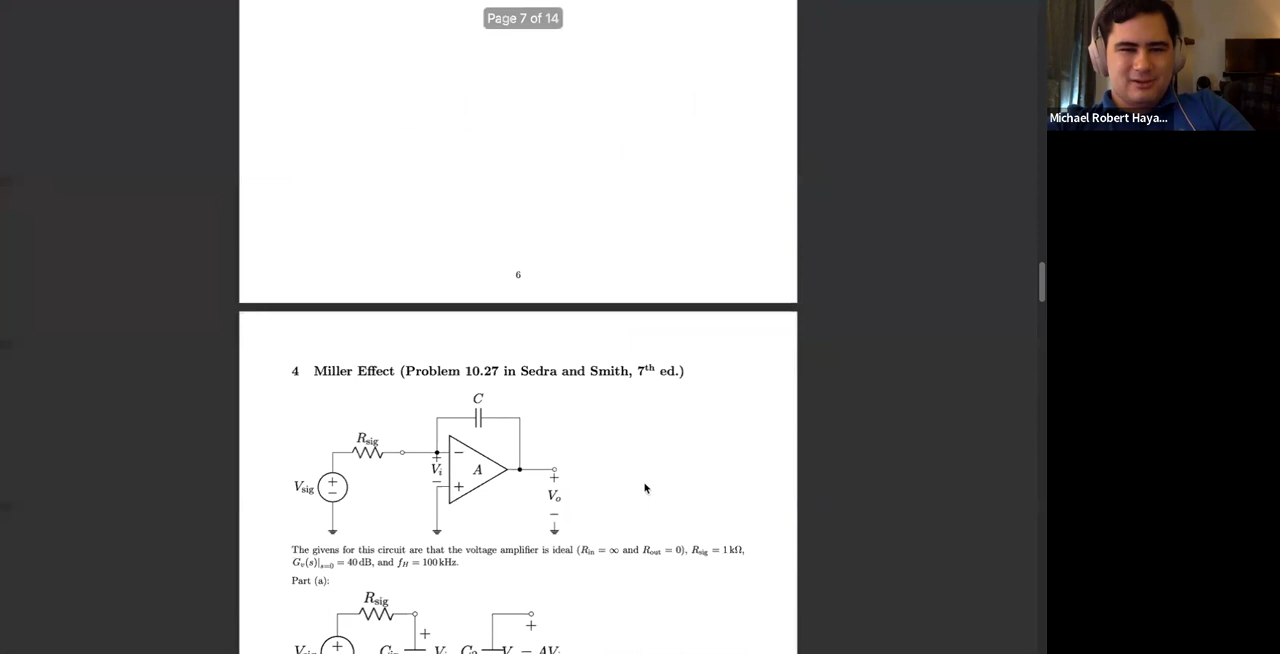 Page 7 of 14
Michael Robert Haya...
6
4 Miller Effect (Problem 10.27 in Sedra and Smith, 7th ed.)
C
Rsig
Vsig
+
−
+
Vi
−
−
A
+
+
Vo
−
The givens for this circuit are that the voltage amplifier is ideal (Rin = ∞ and Rout = 0), Rsig = 1 kΩ,
Gv(s)|s=0 = 40 dB, and fH = 100 kHz.
Part (a):
Rsig
+
+
+